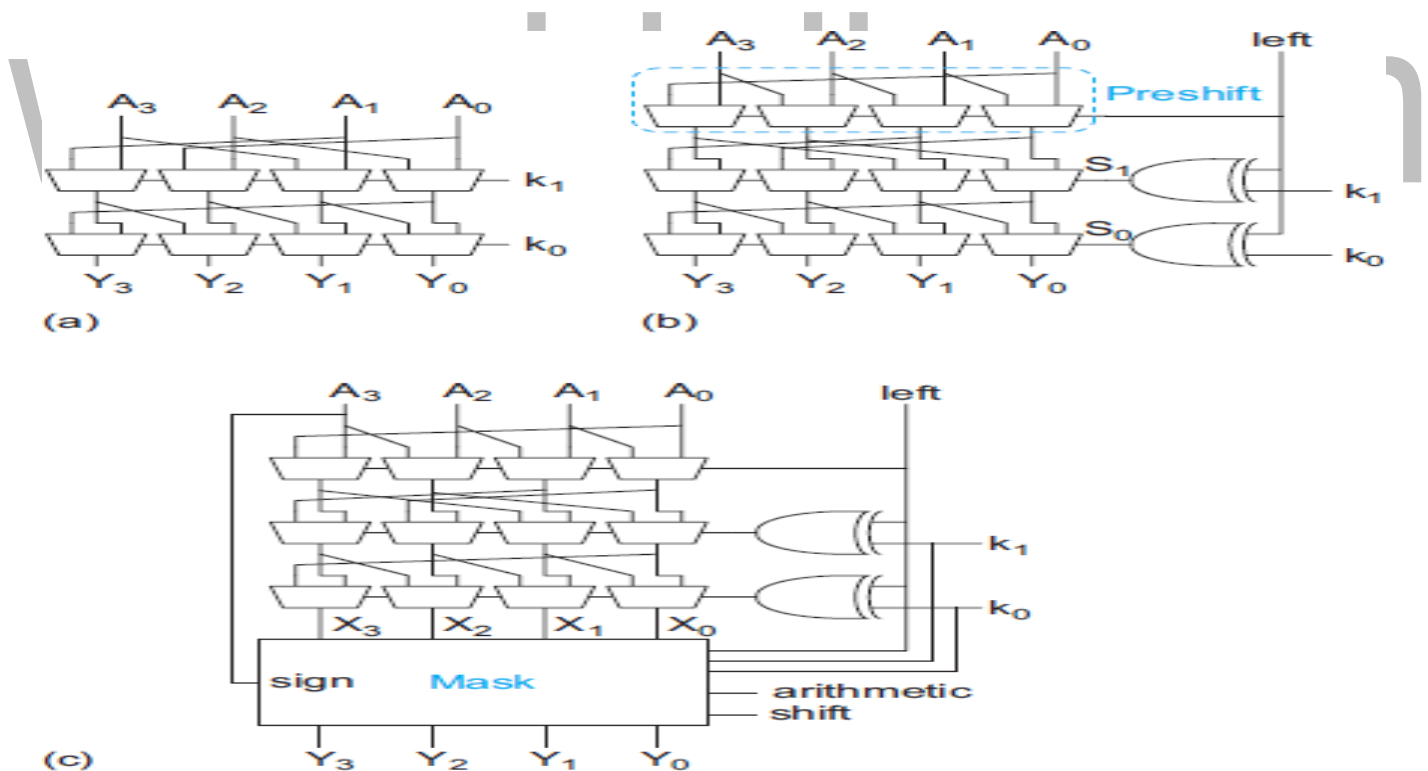 A3 A2 A1 A0
k1
k0
Y3 Y2 Y1 Y0
(a)
A3 A2 A1 A0 left
Preshift
S1
k1
S0
k0
Y3 Y2 Y1 Y0
(b)
A3 A2 A1 A0 left
k1
k0
X3 X2 X1 X0
sign Mask
arithmetic
shift
Y3 Y2 Y1 Y0
(c)